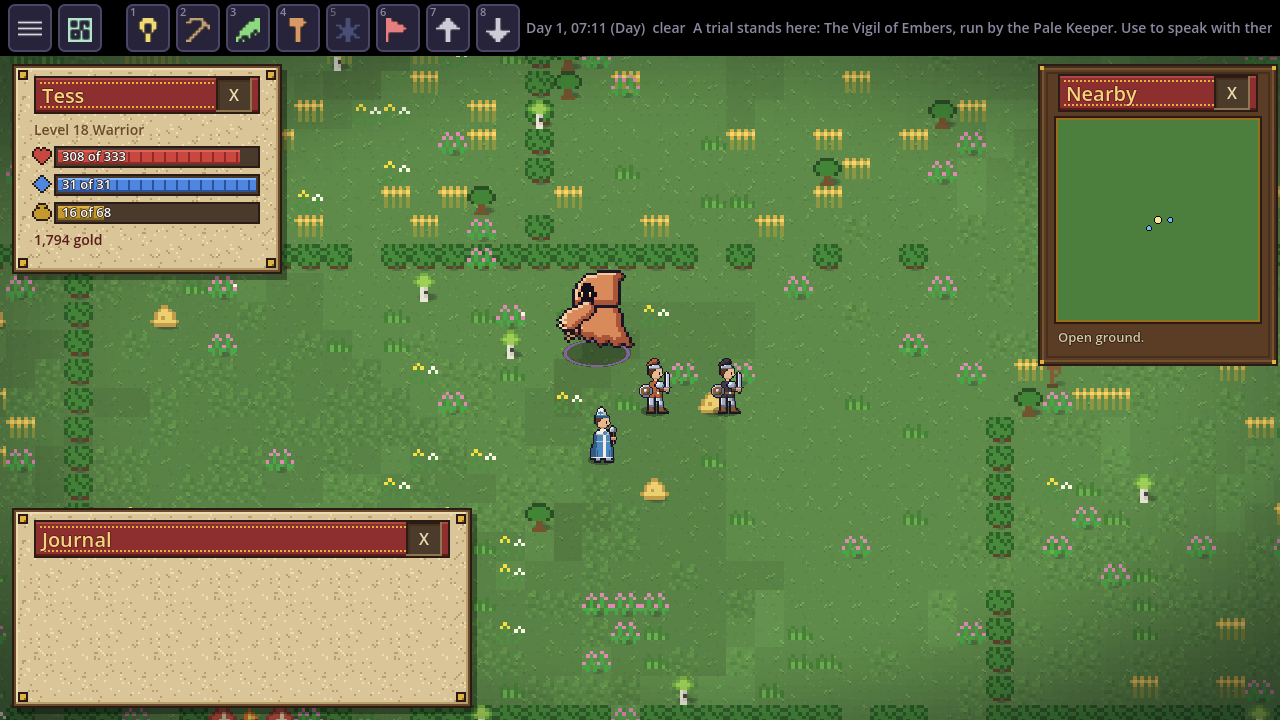 1 2 3 4 5 6 7 8
Day 1, 07:11 (Day) clear A trial stands here: The Vigil of Embers, run by the Pale Keeper. Use to speak with ther
Tess X
Level 18 Warrior
308 of 333
31 of 31
16 of 68
1,794 gold
Nearby X
Open ground.
Journal X